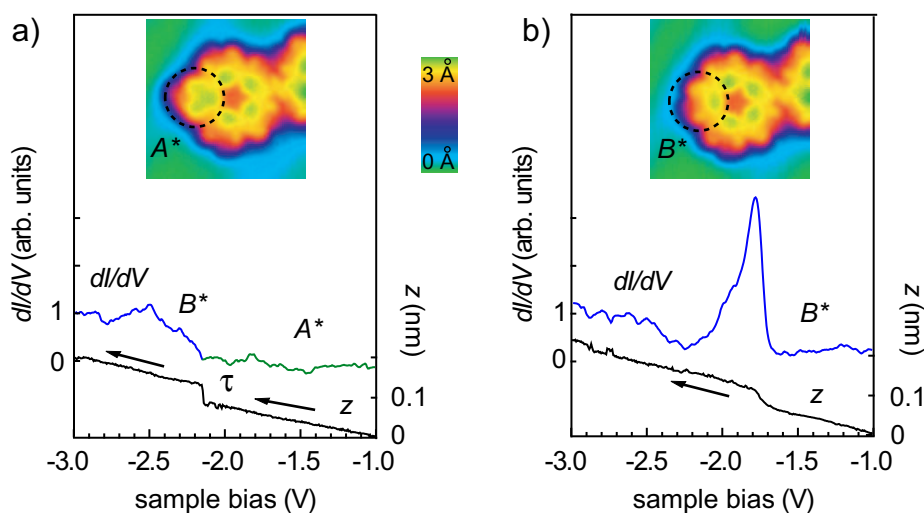 a)
A*
3 Å
0 Å
dI/dV (arb. units)
1
0
dI/dV
B*
A*
τ
z
z (nm)
0.1
0
-3.0 -2.5 -2.0 -1.5 -1.0
sample bias (V)
b)
B*
dI/dV (arb. units)
1
0
dI/dV
B*
z
z (nm)
0.1
0
-3.0 -2.5 -2.0 -1.5 -1.0
sample bias (V)